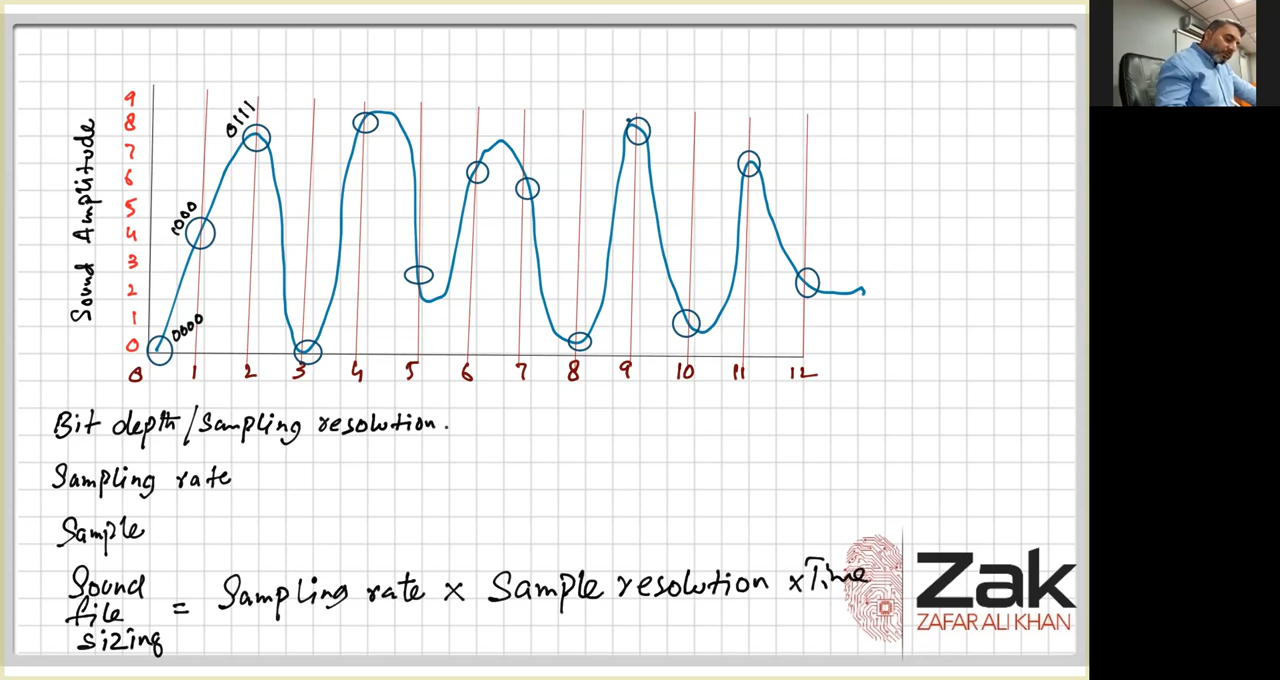 9
8
7
6
5
4
3
2
1
0
Sound Amplitude
0000
1000
0111
0 1 2 3 4 5 6 7 8 9 10 11 12
Bit depth/Sampling resolution.
Sampling rate
Sample
Sound file sizing = Sampling rate × Sample resolution × Time
Zak
ZAFAR ALI KHAN